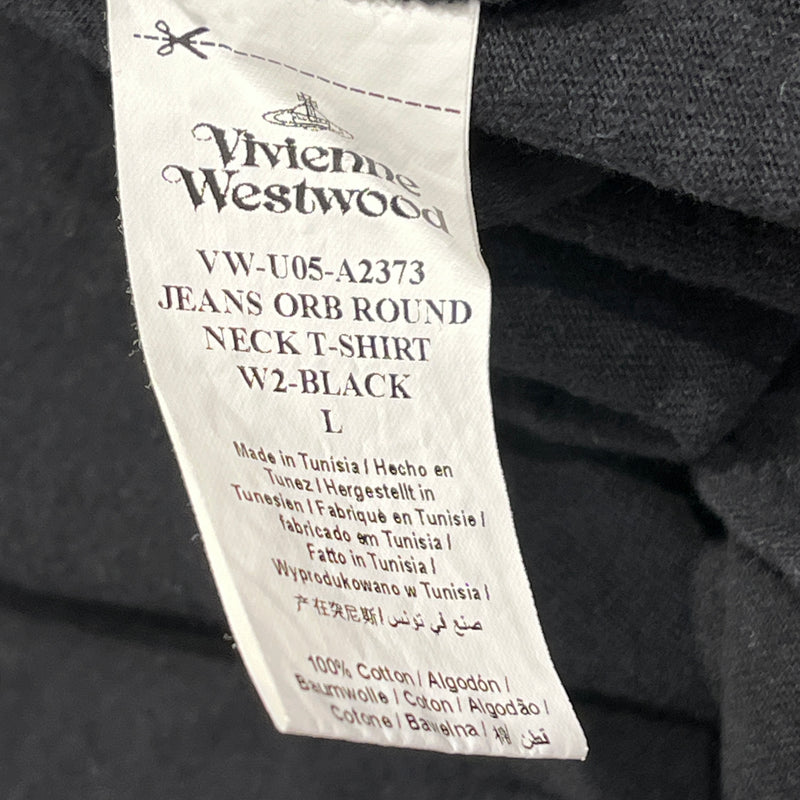 Vivienne
Westwood
VW-U05-A2373
JEANS ORB ROUND
NECK T-SHIRT
W2-BLACK
L
Made in Tunisia / Hecho en
Tunez / Hergestellt in
Tunesien / Fabriquè en Tunisie /
fabricado em Tunisia /
Fatto in Tunisia /
Wyprodukowano w Tunisia /
产在突尼斯/ صنع في تونس
100% Cotton / Algodón /
Baumwolle / Coton / Algodão /
Cotone / Bawełna / 棉 قطن